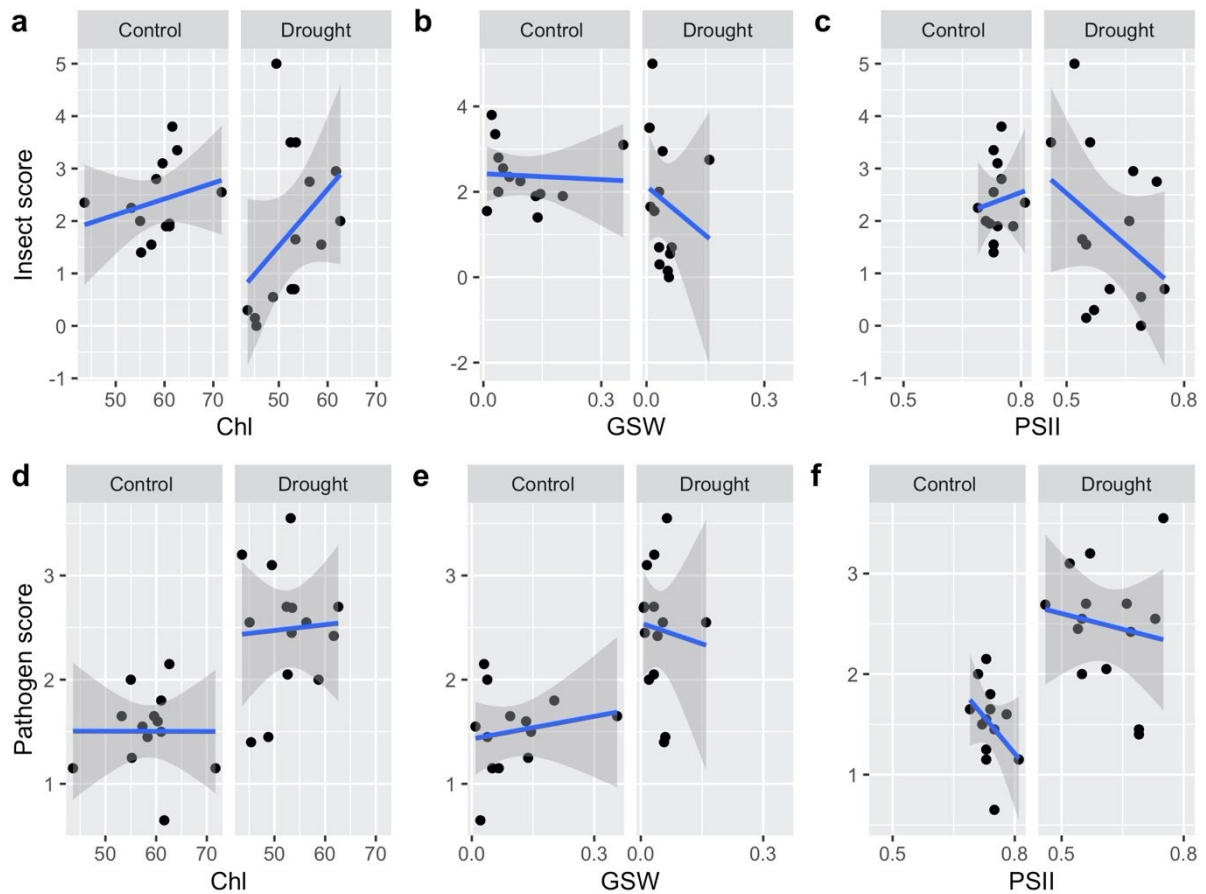 a b c
Control Drought Control Drought Control Drought
Insect score
5
4
3
2
1
0
-1
4
2
0
-2
5
4
3
2
1
0
-1
50 60 70 50 60 70 0.0 0.3 0.0 0.3 0.5 0.8 0.5 0.8
Chl GSW PSII
d e f
Control Drought Control Drought Control Drought
Pathogen score
3
2
1
3
2
1
3
2
1
50 60 70 50 60 70 0.0 0.3 0.0 0.3 0.5 0.8 0.5 0.8
Chl GSW PSII